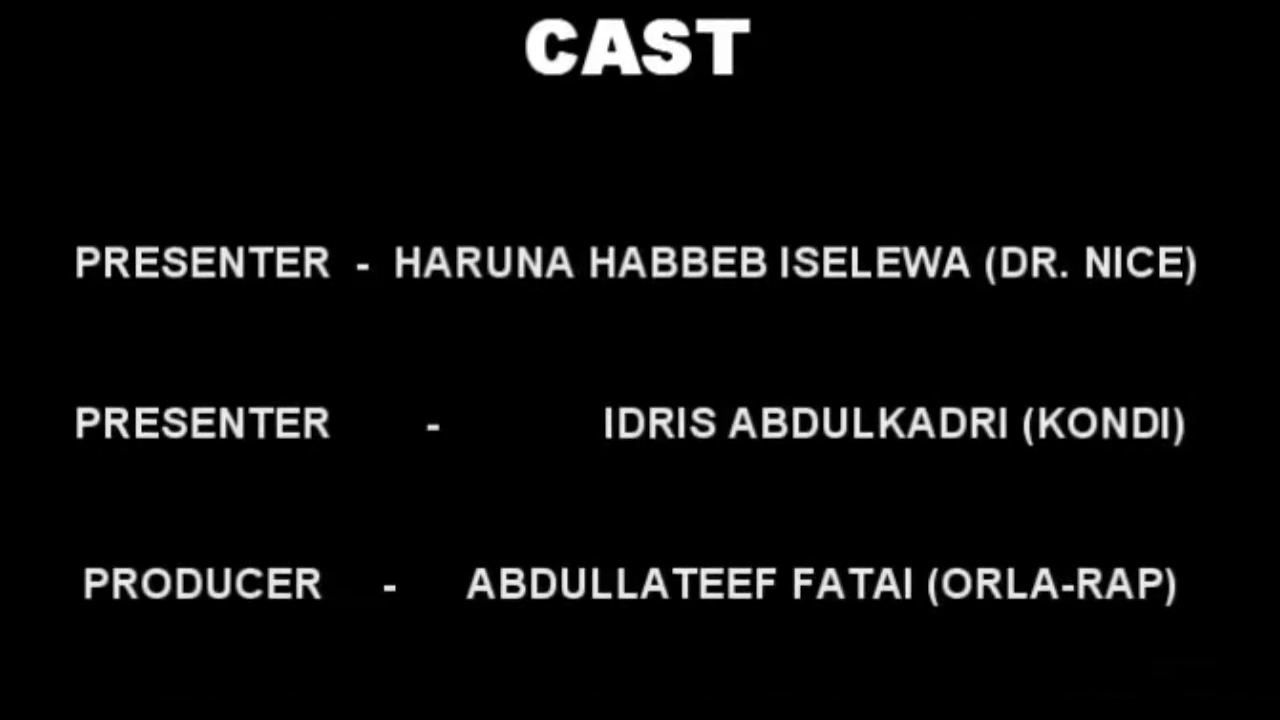 CAST
PRESENTER - HARUNA HABBEB ISELEWA (DR. NICE)
PRESENTER - IDRIS ABDULKADRI (KONDI)
PRODUCER - ABDULLATEEF FATAI (ORLA-RAP)